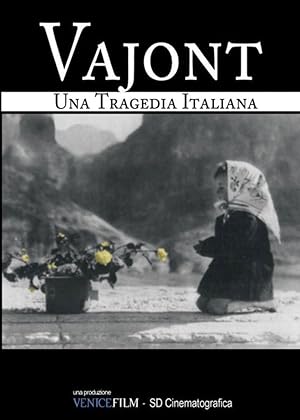 VAJONT
UNA TRAGEDIA ITALIANA
una produzione
VENICEFILM - SD Cinematografica